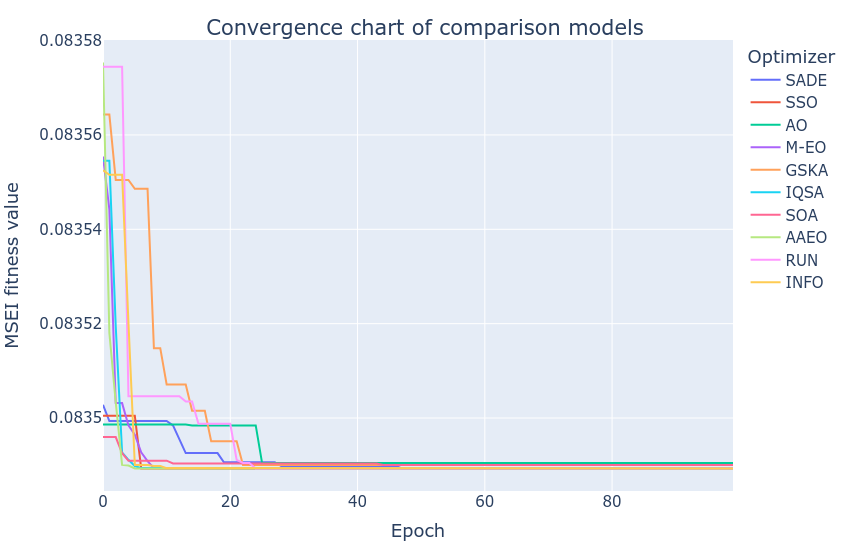 Convergence chart of comparison models
0.08358
0.08356
0.08354
0.08352
0.0835
MSEI fitness value
0 20 40 60 80
Epoch
Optimizer
SADE
SSO
AO
M-EO
GSKA
IQSA
SOA
AAEO
RUN
INFO